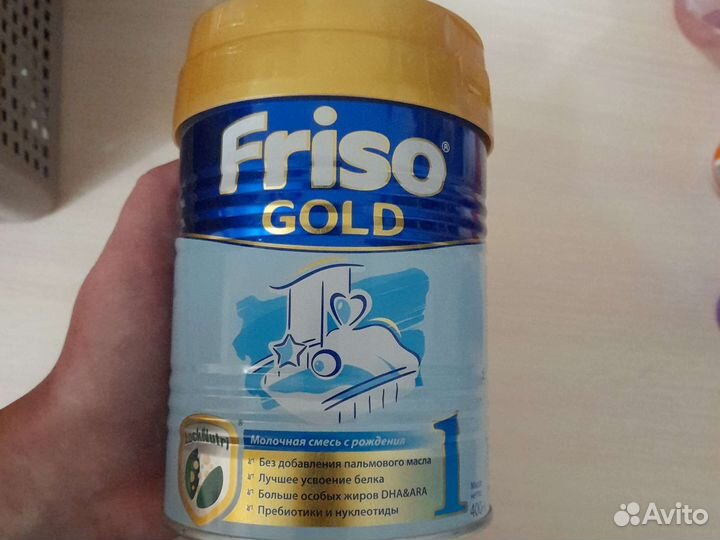 Friso®
GOLD
LockNutri®
Молочная смесь с рождения
Без добавления пальмового масла
Лучшее усвоение белка
Больше особых жиров DHA&ARA
Пребиотики и нуклеотиды
1
Avito